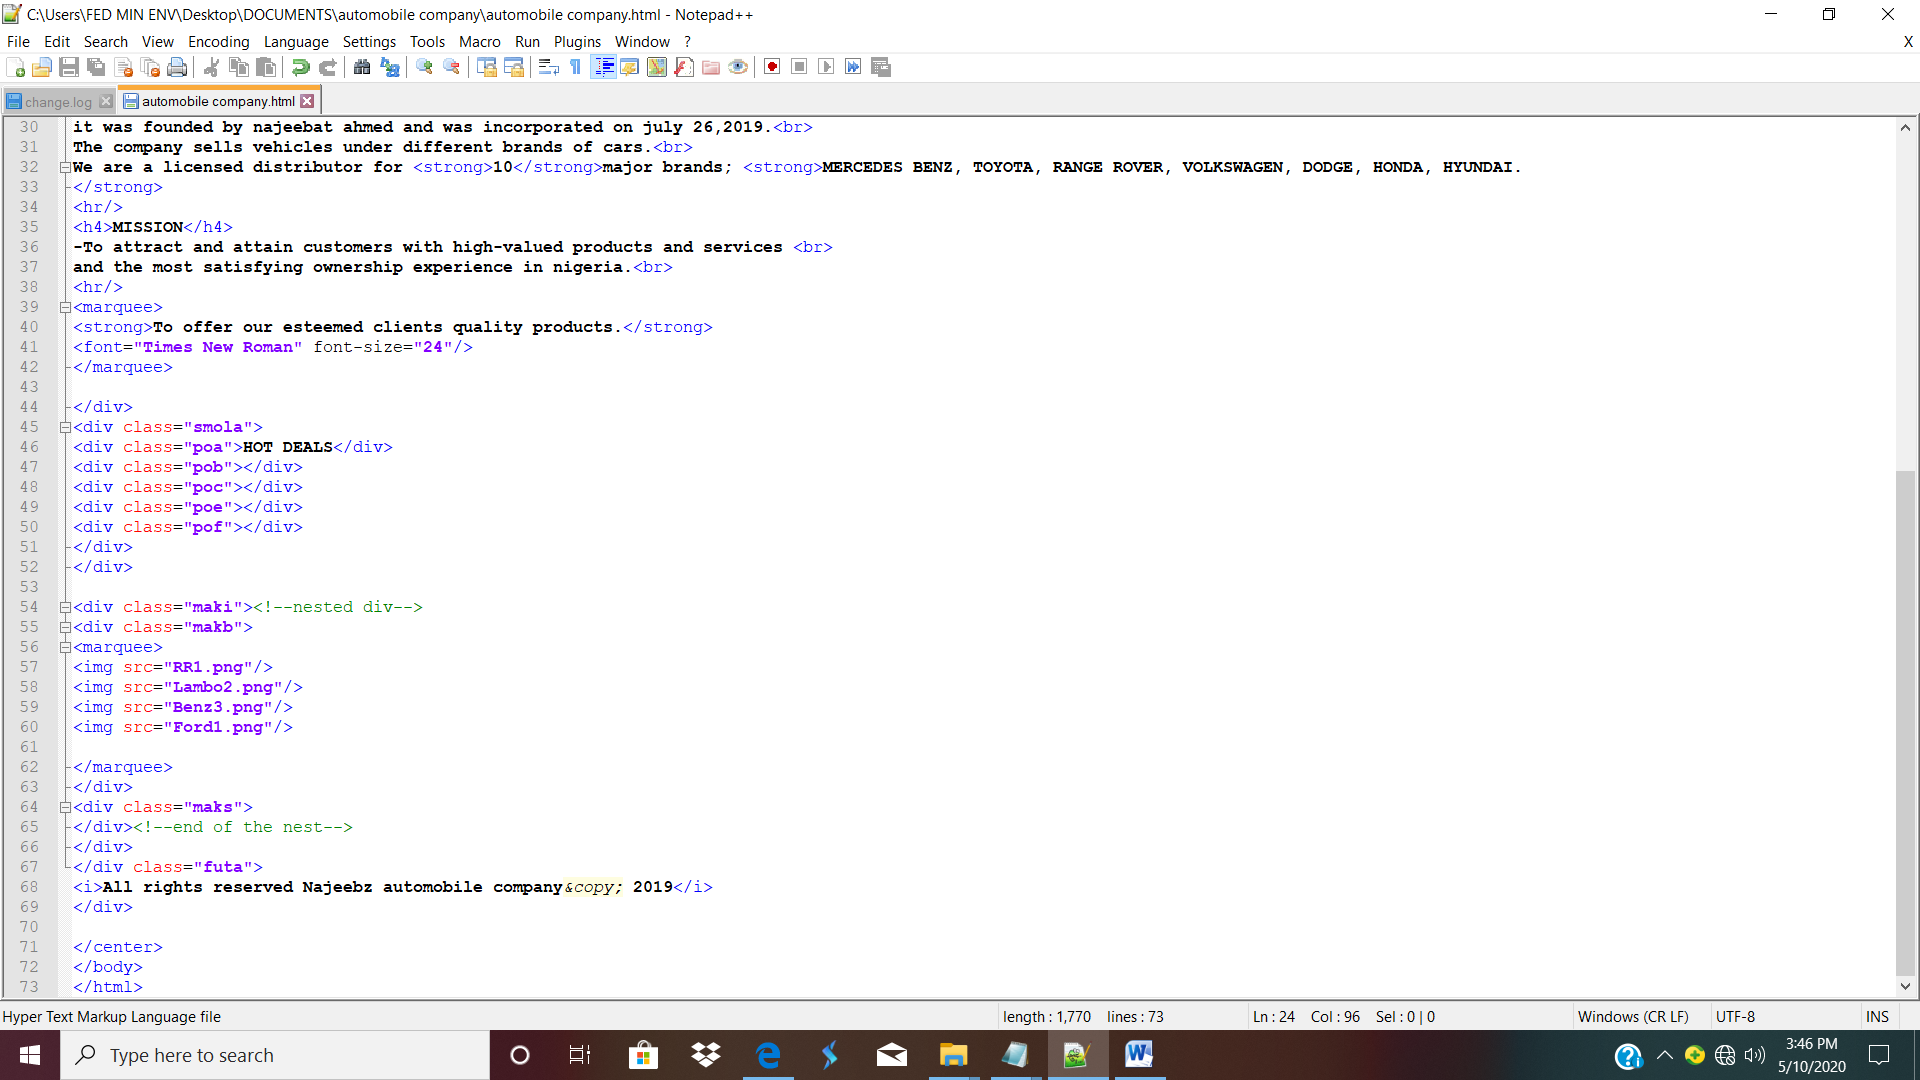 C:\Users\FED MIN ENV\Desktop\DOCUMENTS\automobile company\automobile company.html - Notepad++
File Edit Search View Encoding Language Settings Tools Macro Run Plugins Window ? X
change.log automobile company.html
30 it was founded by najeebat ahmed and was incorporated on july 26,2019.<br>
31 The company sells vehicles under different brands of cars.<br>
32 We are a licensed distributor for <strong>10</strong>major brands; <strong>MERCEDES BENZ, TOYOTA, RANGE ROVER, VOLKSWAGEN, DODGE, HONDA, HYUNDAI.
33 </strong>
34 <hr/>
35 <h4>MISSION</h4>
36 -To attract and attain customers with high-valued products and services <br>
37 and the most satisfying ownership experience in nigeria.<br>
38 <hr/>
39 <marquee>
40 <strong>To offer our esteemed clients quality products.</strong>
41 <font="Times New Roman" font-size="24"/>
42 </marquee>
43
44 </div>
45 <div class="smola">
46 <div class="poa">HOT DEALS</div>
47 <div class="pob"></div>
48 <div class="poc"></div>
49 <div class="poe"></div>
50 <div class="pof"></div>
51 </div>
52 </div>
53
54 <div class="maki"><!--nested div-->
55 <div class="makb">
56 <marquee>
57 <img src="RR1.png"/>
58 <img src="Lambo2.png"/>
59 <img src="Benz3.png"/>
60 <img src="Ford1.png"/>
61
62 </marquee>
63 </div>
64 <div class="maks">
65 </div><!--end of the nest-->
66 </div>
67 </div class="futa">
68 <i>All rights reserved Najeebz automobile company&copy; 2019</i>
69 </div>
70
71 </center>
72 </body>
73 </html>
Hyper Text Markup Language file length : 1,770 lines : 73 Ln : 24 Col : 96 Sel : 0 | 0 Windows (CR LF) UTF-8 INS
Type here to search
3:46 PM
5/10/2020